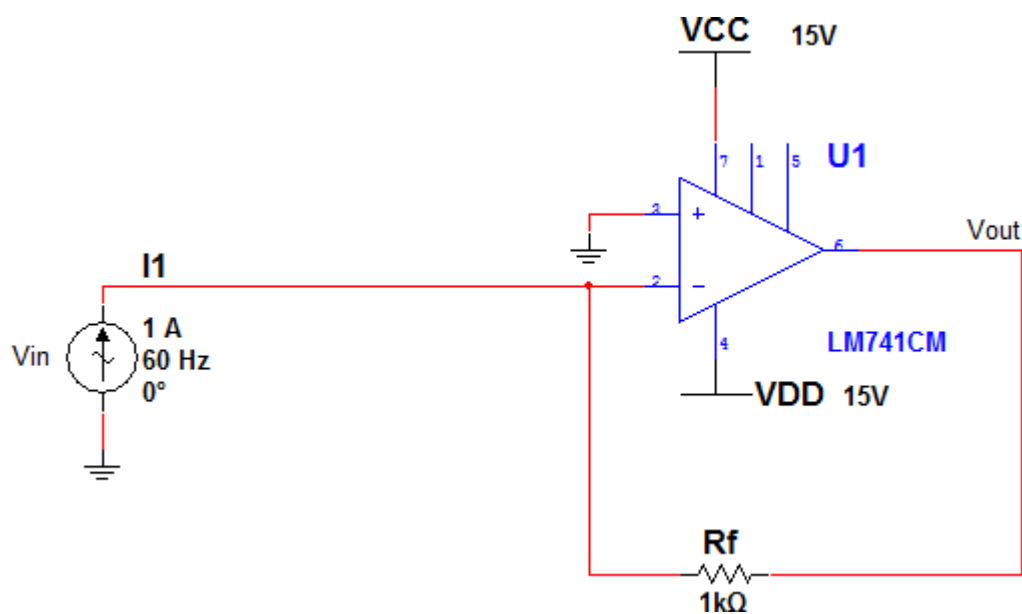 VCC 15V
7 1 5 U1
3 +
6 Vout
I1
2 −
Vin
1 A
60 Hz
0°
4
LM741CM
VDD 15V
Rf
1kΩ